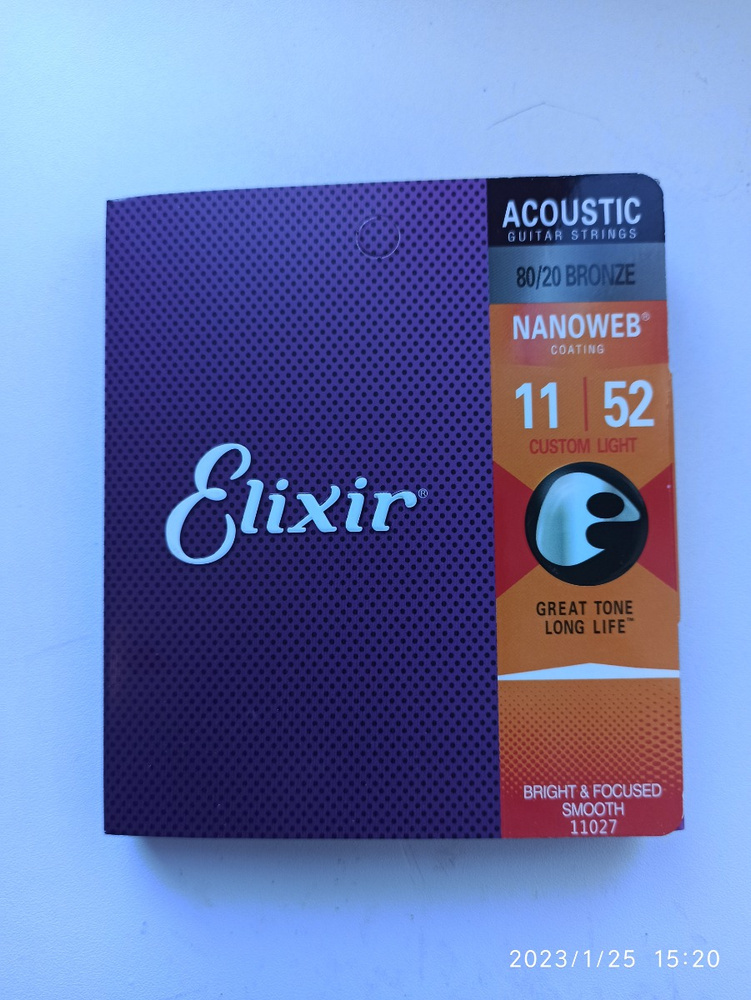 ACOUSTIC
GUITAR STRINGS
80/20 BRONZE
NANOWEB®
COATING
11 | 52
CUSTOM LIGHT
Elixir®
GREAT TONE
LONG LIFE™
BRIGHT & FOCUSED
SMOOTH
11027
2023/1/25 15:20